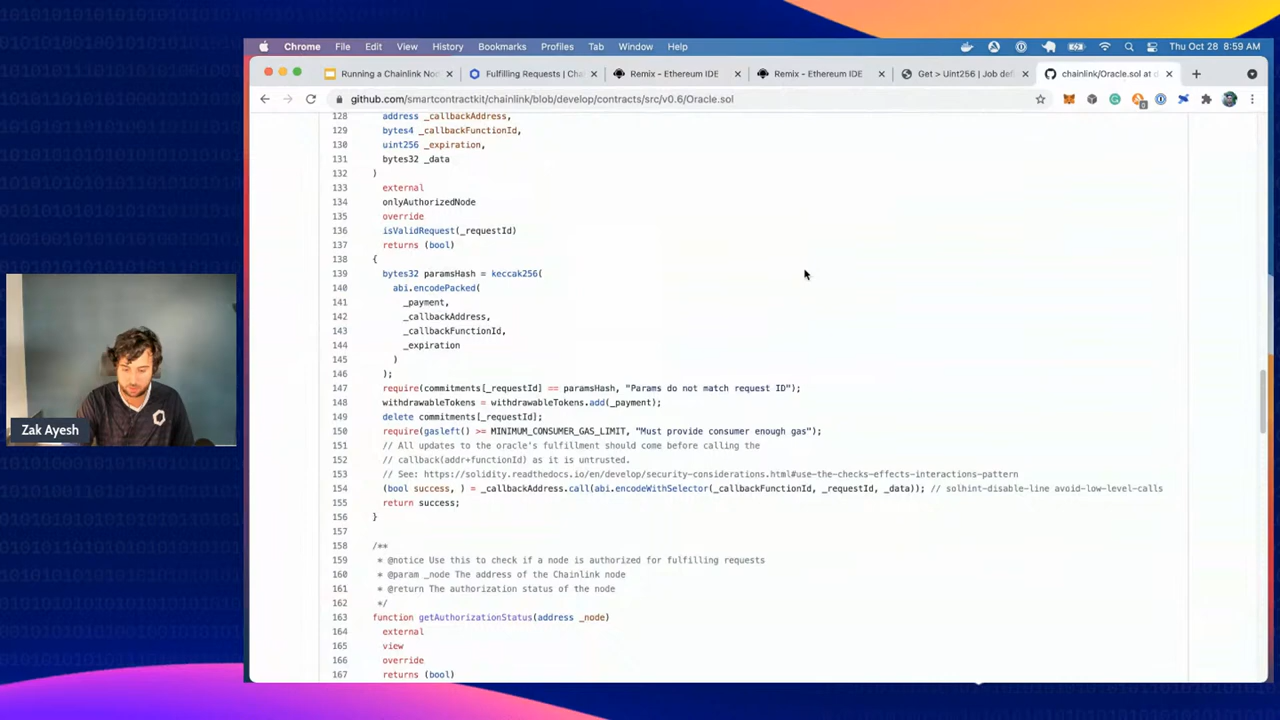 Chrome File Edit View History Bookmarks Profiles Tab Window Help Thu Oct 28 8:59 AM
Running a Chainlink Nod Fulfilling Requests | Cha Remix - Ethereum IDE Remix - Ethereum IDE Get > Uint256 | Job def chainlink/Oracle.sol at d
github.com/smartcontractkit/chainlink/blob/develop/contracts/src/v0.6/Oracle.sol
128 address _callbackAddress,
129 bytes4 _callbackFunctionId,
130 uint256 _expiration,
131 bytes32 _data
132 )
133 external
134 onlyAuthorizedNode
135 override
136 isValidRequest(_requestId)
137 returns (bool)
138 {
139 bytes32 paramsHash = keccak256(
140 abi.encodePacked(
141 _payment,
142 _callbackAddress,
143 _callbackFunctionId,
144 _expiration
145 )
146 );
147 require(commitments[_requestId] == paramsHash, "Params do not match request ID");
148 withdrawableTokens = withdrawableTokens.add(_payment);
149 delete commitments[_requestId];
150 require(gasleft() >= MINIMUM_CONSUMER_GAS_LIMIT, "Must provide consumer enough gas");
151 // All updates to the oracle's fulfillment should come before calling the
152 // callback(addr+functionId) as it is untrusted.
153 // See: https://solidity.readthedocs.io/en/develop/security-considerations.html#use-the-checks-effects-interactions-pattern
154 (bool success, ) = _callbackAddress.call(abi.encodeWithSelector(_callbackFunctionId, _requestId, _data)); // solhint-disable-line avoid-low-level-calls
155 return success;
156 }
157
158 /**
159 * @notice Use this to check if a node is authorized for fulfilling requests
160 * @param _node The address of the Chainlink node
161 * @return The authorization status of the node
162 */
163 function getAuthorizationStatus(address _node)
164 external
165 view
166 override
167 returns (bool)
Zak Ayesh